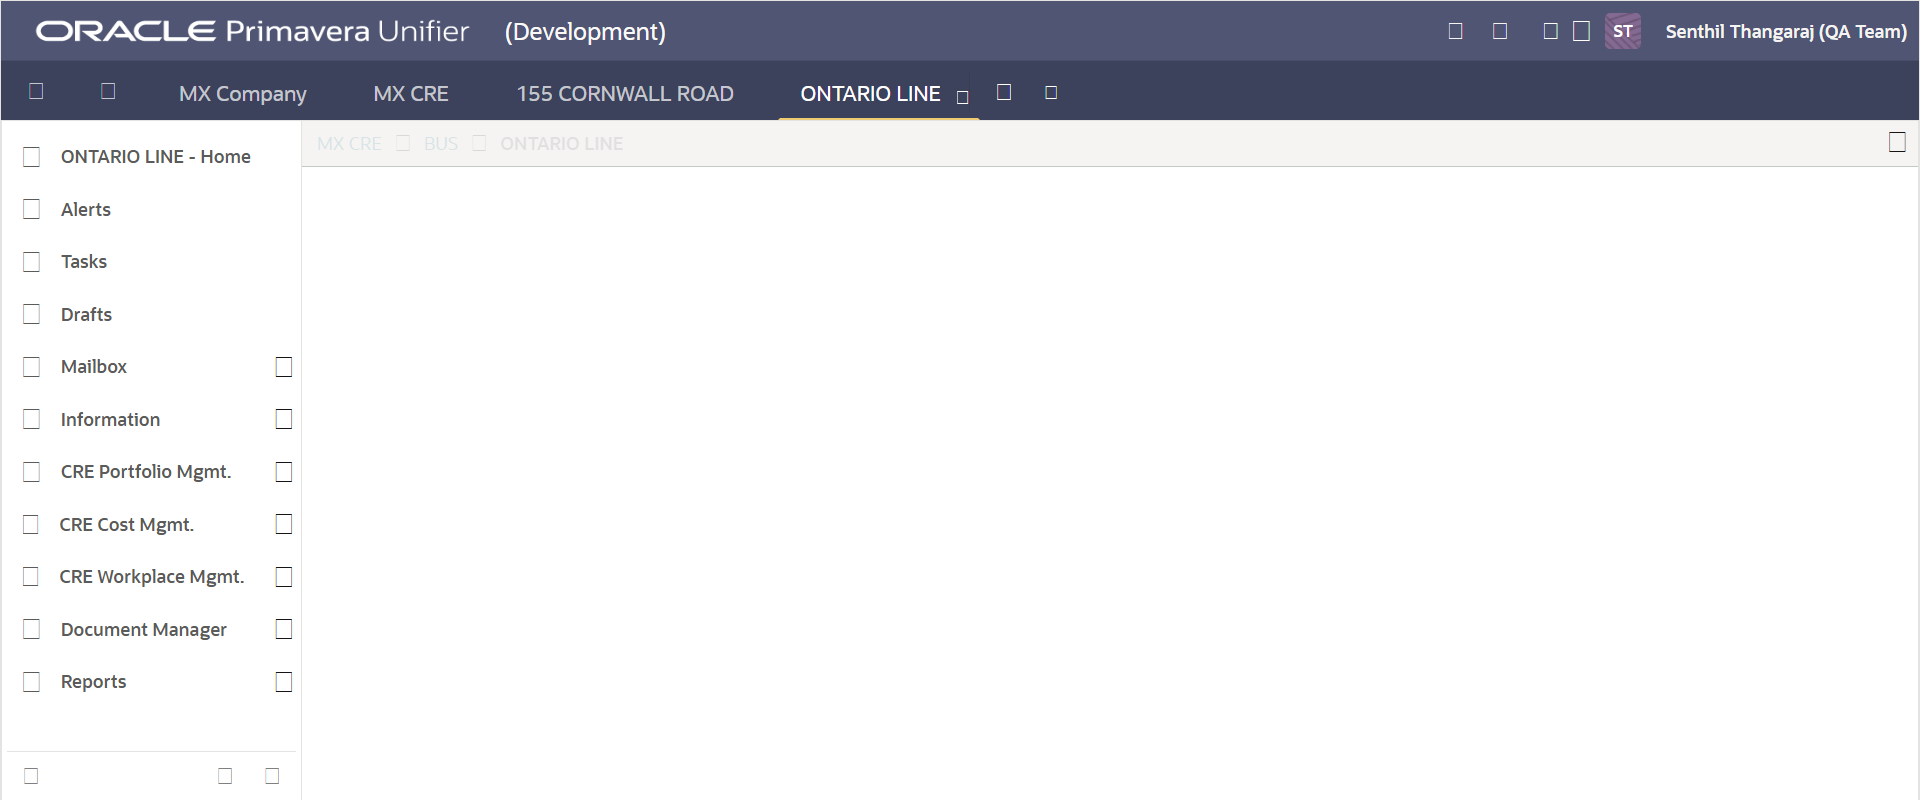 ORACLE Primavera Unifier (Development)
ST Senthil Thangaraj (QA Team)
MX Company MX CRE 155 CORNWALL ROAD ONTARIO LINE
MX CRE BUS ONTARIO LINE
ONTARIO LINE - Home
Alerts
Tasks
Drafts
Mailbox
Information
CRE Portfolio Mgmt.
CRE Cost Mgmt.
CRE Workplace Mgmt.
Document Manager
Reports